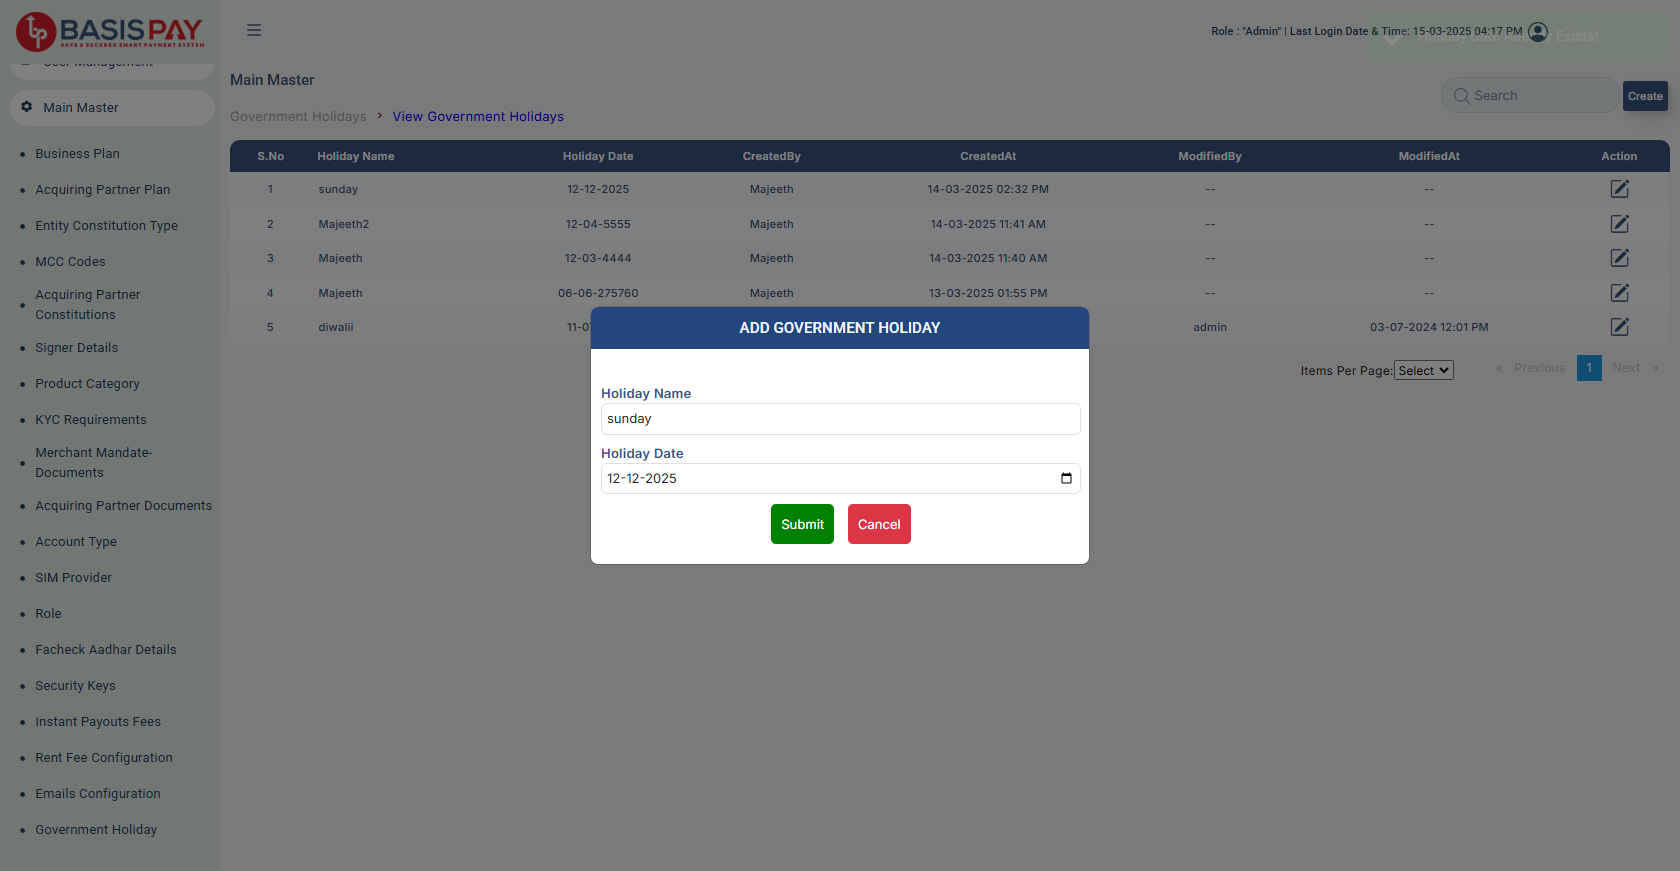 BASISPAY
SAFE & SECURED SMART PAYMENT SYSTEM
Role : "Admin" | Last Login Date & Time: 15-03-2025 04:17 PM
Holiday Date Already Exists!
User Management
Main Master
Business Plan
Acquiring Partner Plan
Entity Constitution Type
MCC Codes
Acquiring Partner
Constitutions
Signer Details
Product Category
KYC Requirements
Merchant Mandate-
Documents
Acquiring Partner Documents
Account Type
SIM Provider
Role
Facheck Aadhar Details
Security Keys
Instant Payouts Fees
Rent Fee Configuration
Emails Configuration
Government Holiday
Main Master
Search
Create
Government Holidays > View Government Holidays
S.No Holiday Name Holiday Date CreatedBy CreatedAt ModifiedBy ModifiedAt Action
1 sunday 12-12-2025 Majeeth 14-03-2025 02:32 PM -- --
2 Majeeth2 12-04-5555 Majeeth 14-03-2025 11:41 AM -- --
3 Majeeth 12-03-4444 Majeeth 14-03-2025 11:40 AM -- --
4 Majeeth 06-06-275760 Majeeth 13-03-2025 01:55 PM -- --
5 diwalii admin 03-07-2024 12:01 PM
Items Per Page: Select « Previous 1 Next »
ADD GOVERNMENT HOLIDAY
Holiday Name
sunday
Holiday Date
12-12-2025
Submit Cancel